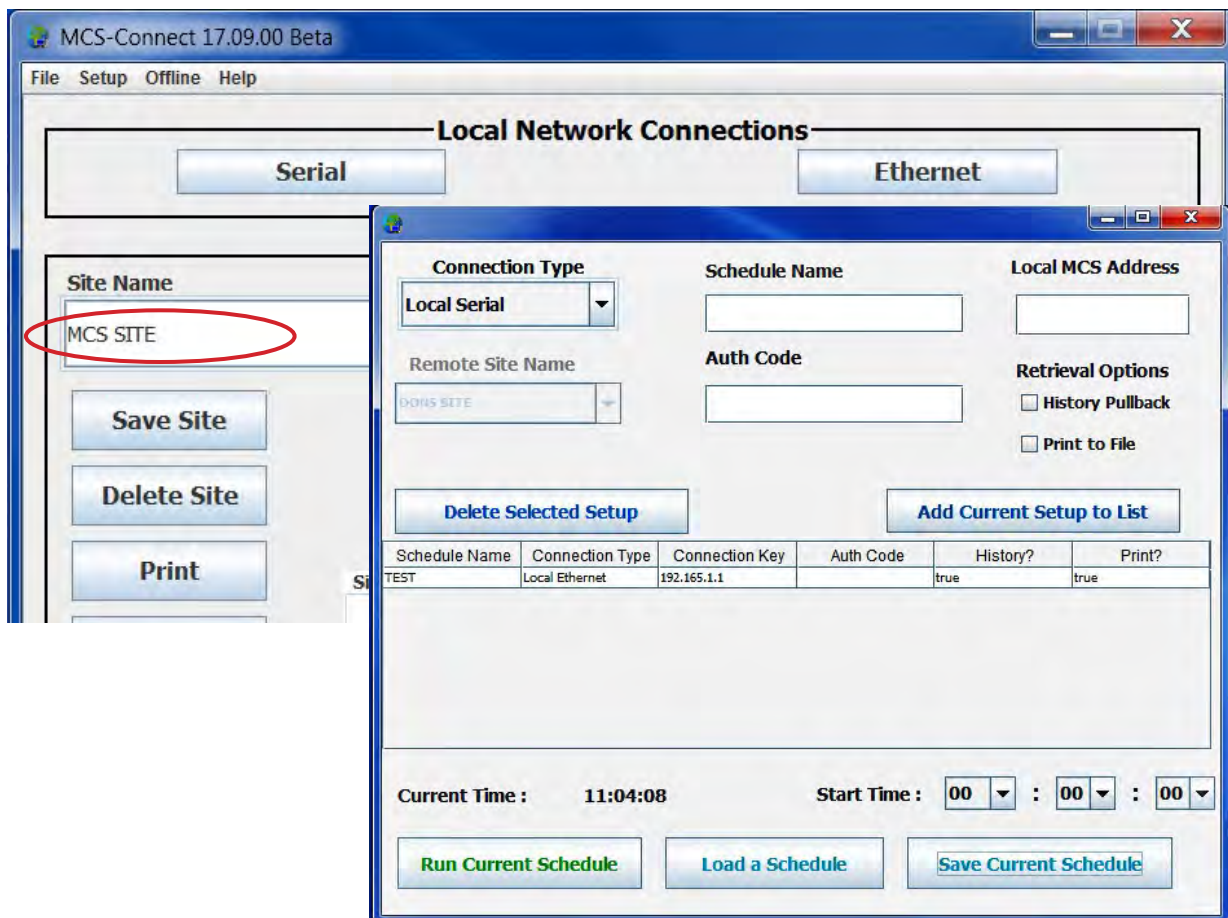 MCS-Connect 17.09.00 Beta
File Setup Offline Help
Local Network Connections
Serial Ethernet
Site Name
MCS SITE
Save Site
Delete Site
Print
Connection Type Schedule Name Local MCS Address
Local Serial
Remote Site Name Auth Code Retrieval Options
DONS SITE
History Pullback
Print to File
Delete Selected Setup Add Current Setup to List
Schedule Name Connection Type Connection Key Auth Code History? Print?
TEST Local Ethernet 192.165.1.1 true true
Current Time : 11:04:08 Start Time : 00 : 00 : 00
Run Current Schedule Load a Schedule Save Current Schedule